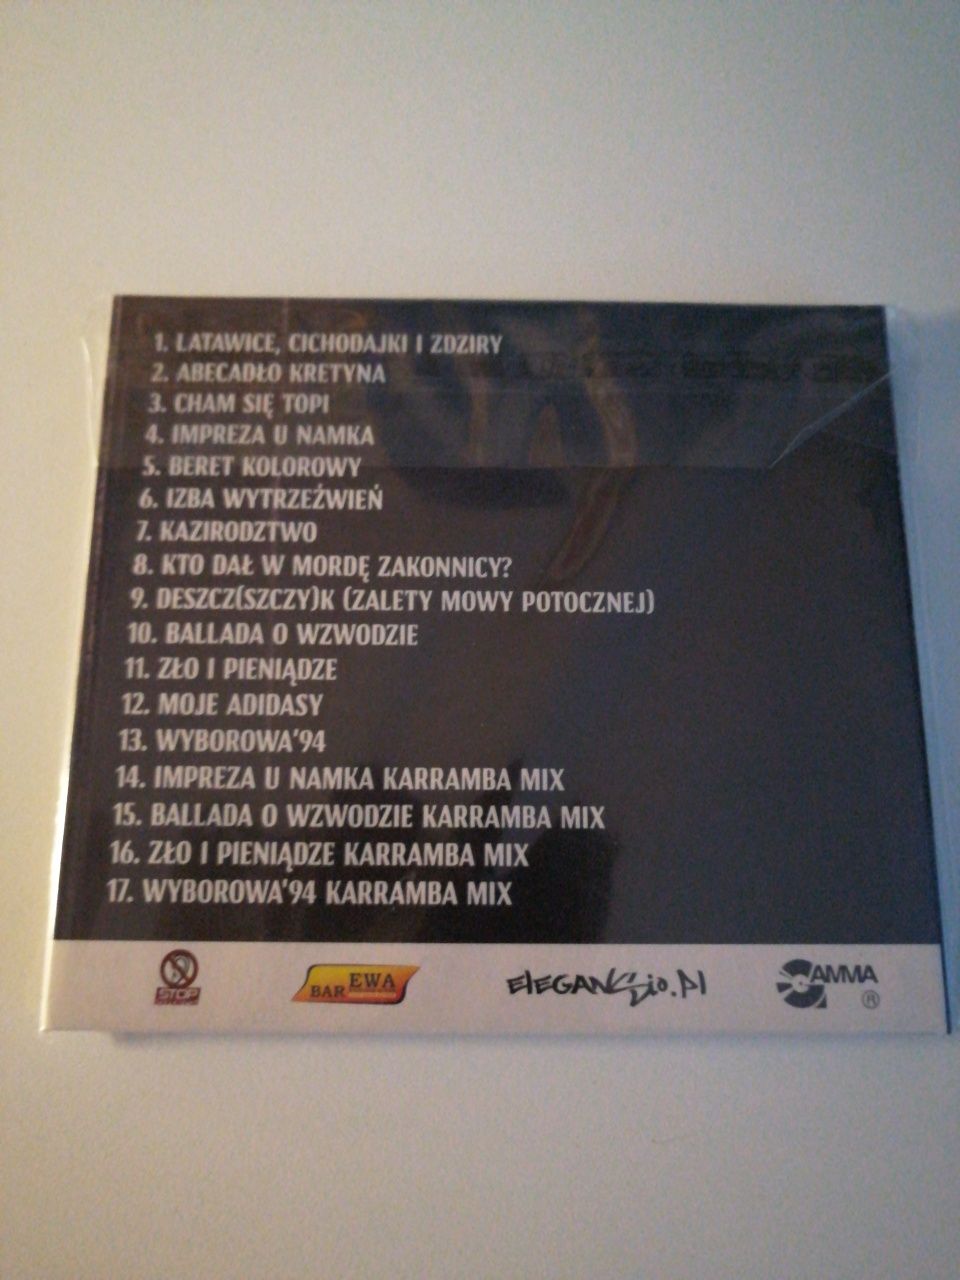 1. LATAWICE, CICHODAJKI I ZDZIRY
2. ABECADŁO KRETYNA
3. CHAM SIĘ TOPI
4. IMPREZA U NAMKA
5. BERET KOLOROWY
6. IZBA WYTRZEŹWIEŃ
7. KAZIRODZTWO
8. KTO DAŁ W MORDĘ ZAKONNICY?
9. DESZCZ(SZCZY)K (ZALETY MOWY POTOCZNEJ)
10. BALLADA O WZWODZIE
11. ZŁO I PIENIĄDZE
12. MOJE ADIDASY
13. WYBOROWA'94
14. IMPREZA U NAMKA KARRAMBA MIX
15. BALLADA O WZWODZIE KARRAMBA MIX
16. ZŁO I PIENIĄDZE KARRAMBA MIX
17. WYBOROWA'94 KARRAMBA MIX
STOP
BAR EWA
ELEGANSio.pl
GAMMA ®